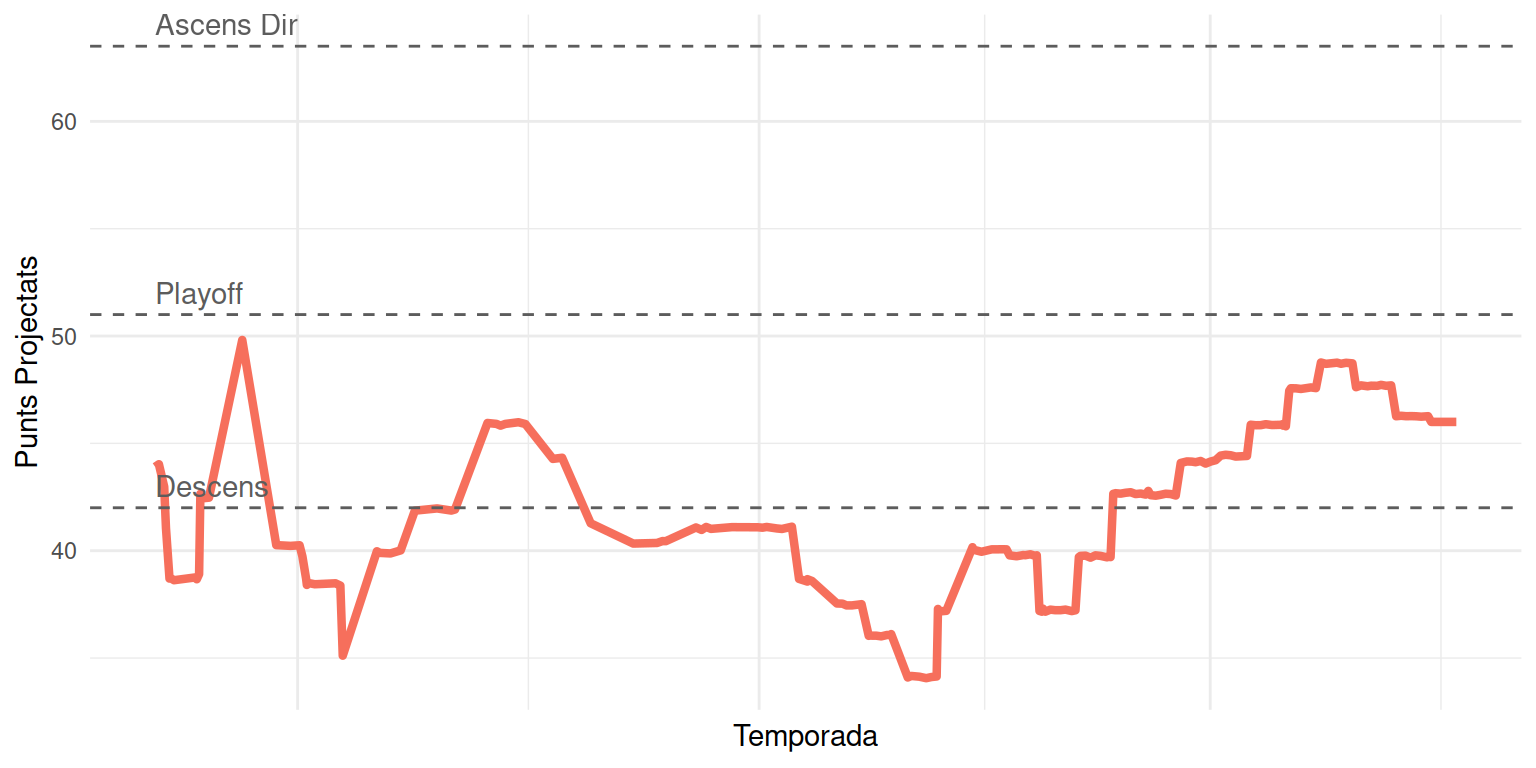 Ascens Dir
60
Playoff
50
Descens
40
Punts Projectats
Temporada